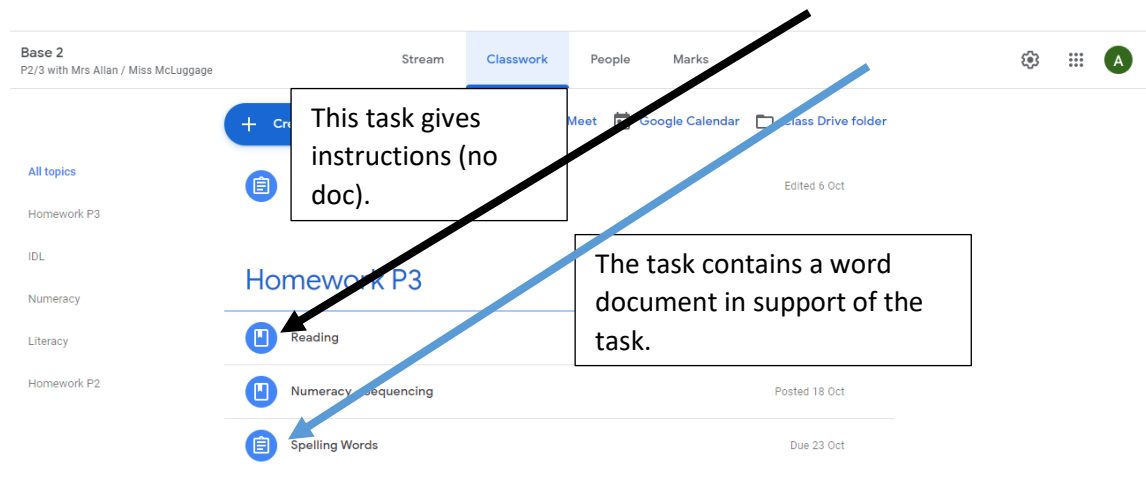 Base 2
P2/3 with Mrs Allan / Miss McLuggage
Stream Classwork People Marks
A
+ Cr
Meet Google Calendar Class Drive folder
This task gives
instructions (no
doc).
All topics
Edited 6 Oct
Homework P3
IDL
Numeracy
Literacy
Homework P2
Homework P3
The task contains a word
document in support of the
task.
Reading
Numeracy Sequencing
Posted 18 Oct
Spelling Words
Due 23 Oct